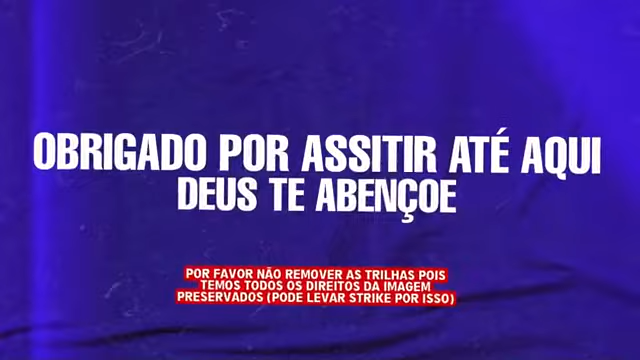 OBRIGADO POR ASSITIR ATÉ AQUI
DEUS TE ABENÇOE
POR FAVOR NÃO REMOVER AS TRILHAS POIS
TEMOS TODOS OS DIREITOS DA IMAGEM
PRESERVADOS (PODE LEVAR STRIKE POR ISSO)